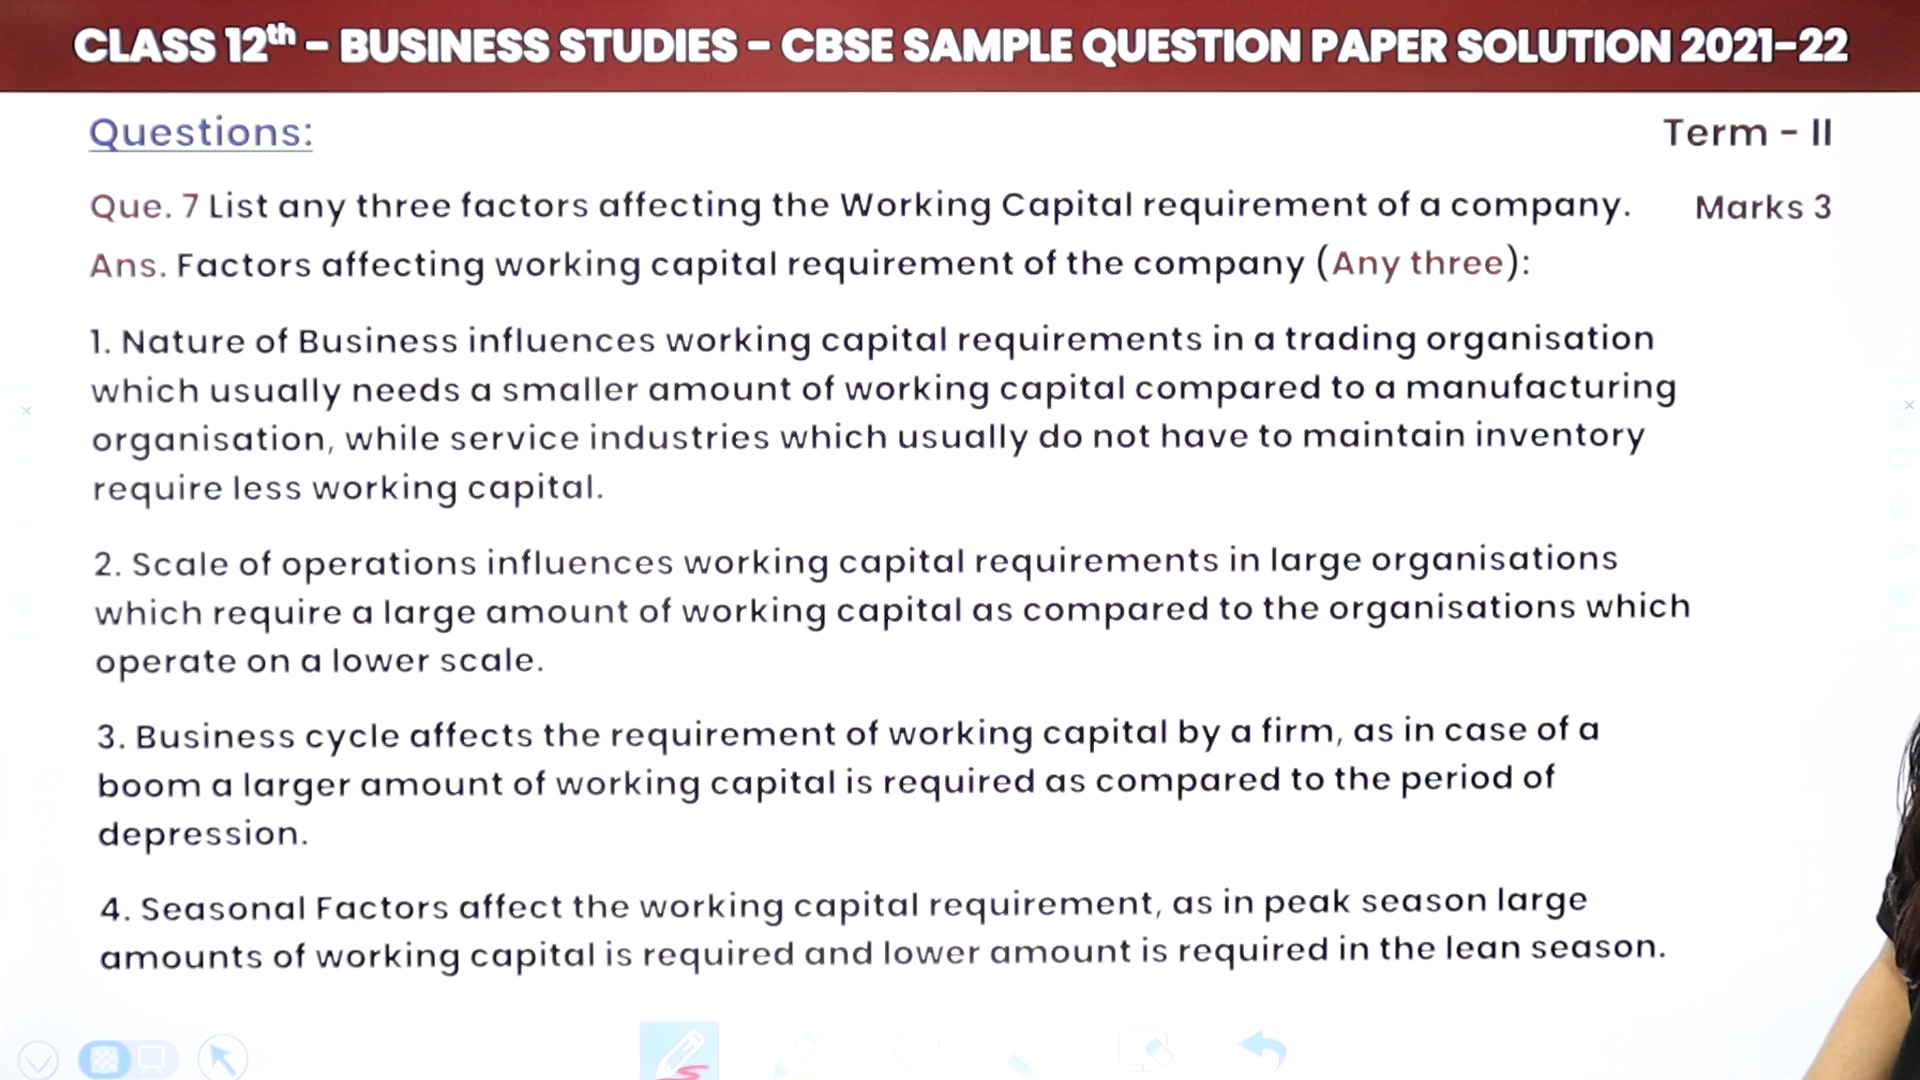 CLASS 12th – BUSINESS STUDIES – CBSE SAMPLE QUESTION PAPER SOLUTION 2021–22
Questions:
Term – II
Que. 7 List any three factors affecting the Working Capital requirement of a company.
Marks 3
Ans. Factors affecting working capital requirement of the company (Any three):
1. Nature of Business influences working capital requirements in a trading organisation
which usually needs a smaller amount of working capital compared to a manufacturing
organisation, while service industries which usually do not have to maintain inventory
require less working capital.
2. Scale of operations influences working capital requirements in large organisations
which require a large amount of working capital as compared to the organisations which
operate on a lower scale.
3. Business cycle affects the requirement of working capital by a firm, as in case of a
boom a larger amount of working capital is required as compared to the period of
depression.
4. Seasonal Factors affect the working capital requirement, as in peak season large
amounts of working capital is required and lower amount is required in the lean season.